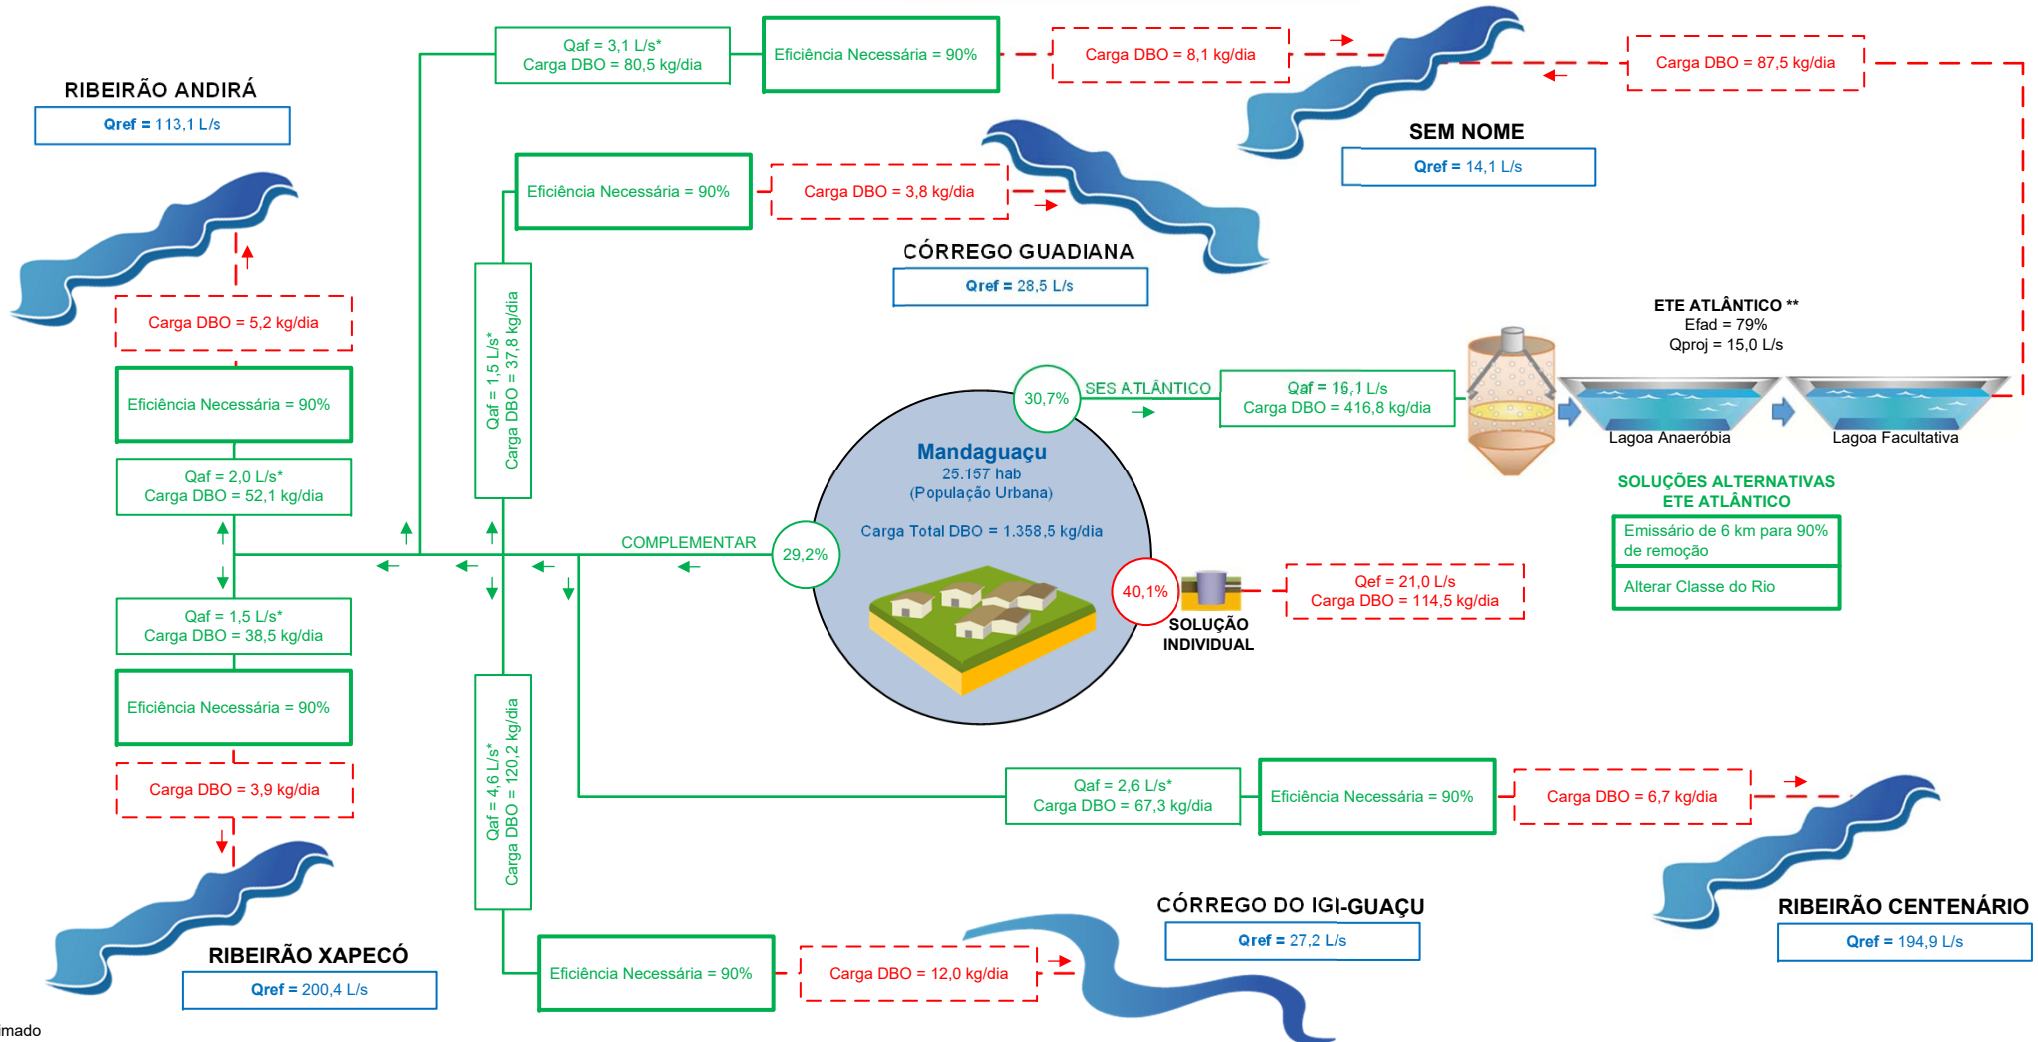 Qaf = 3,1 L/s*
Carga DBO = 80,5 kg/dia
Eficiência Necessária = 90%
Carga DBO = 8,1 kg/dia
Carga DBO = 87,5 kg/dia
RIBEIRÃO ANDIRÁ
Qref = 113,1 L/s
SEM NOME
Qref = 14,1 L/s
Eficiência Necessária = 90%
Carga DBO = 3,8 kg/dia
CÓRREGO GUADIANA
Qref = 28,5 L/s
Carga DBO = 5,2 kg/dia
Eficiência Necessária = 90%
Qaf = 2,0 L/s*
Carga DBO = 52,1 kg/dia
Qaf = 1,5 L/s*
Carga DBO = 37,8 kg/dia
ETE ATLÂNTICO **
Efad = 79%
Qproj = 15,0 L/s
30,7%
SES ATLÂNTICO
Qaf = 16,1 L/s
Carga DBO = 416,8 kg/dia
Lagoa Anaeróbia
Lagoa Facultativa
SOLUÇÕES ALTERNATIVAS
ETE ATLÂNTICO
Emissário de 6 km para 90%
de remoção
Alterar Classe do Rio
Mandaguaçu
25.157 hab
(População Urbana)
Carga Total DBO = 1.358,5 kg/dia
COMPLEMENTAR
29,2%
40,1%
SOLUÇÃO
INDIVIDUAL
Qef = 21,0 L/s
Carga DBO = 114,5 kg/dia
Qaf = 1,5 L/s*
Carga DBO = 38,5 kg/dia
Eficiência Necessária = 90%
Carga DBO = 3,9 kg/dia
RIBEIRÃO XAPECÓ
Qref = 200,4 L/s
Qaf = 4,6 L/s*
Carga DBO = 120,2 kg/dia
Eficiência Necessária = 90%
Carga DBO = 12,0 kg/dia
CÓRREGO DO IGI-GUAÇU
Qref = 27,2 L/s
Qaf = 2,6 L/s*
Carga DBO = 67,3 kg/dia
Eficiência Necessária = 90%
Carga DBO = 6,7 kg/dia
RIBEIRÃO CENTENÁRIO
Qref = 194,9 L/s
imado